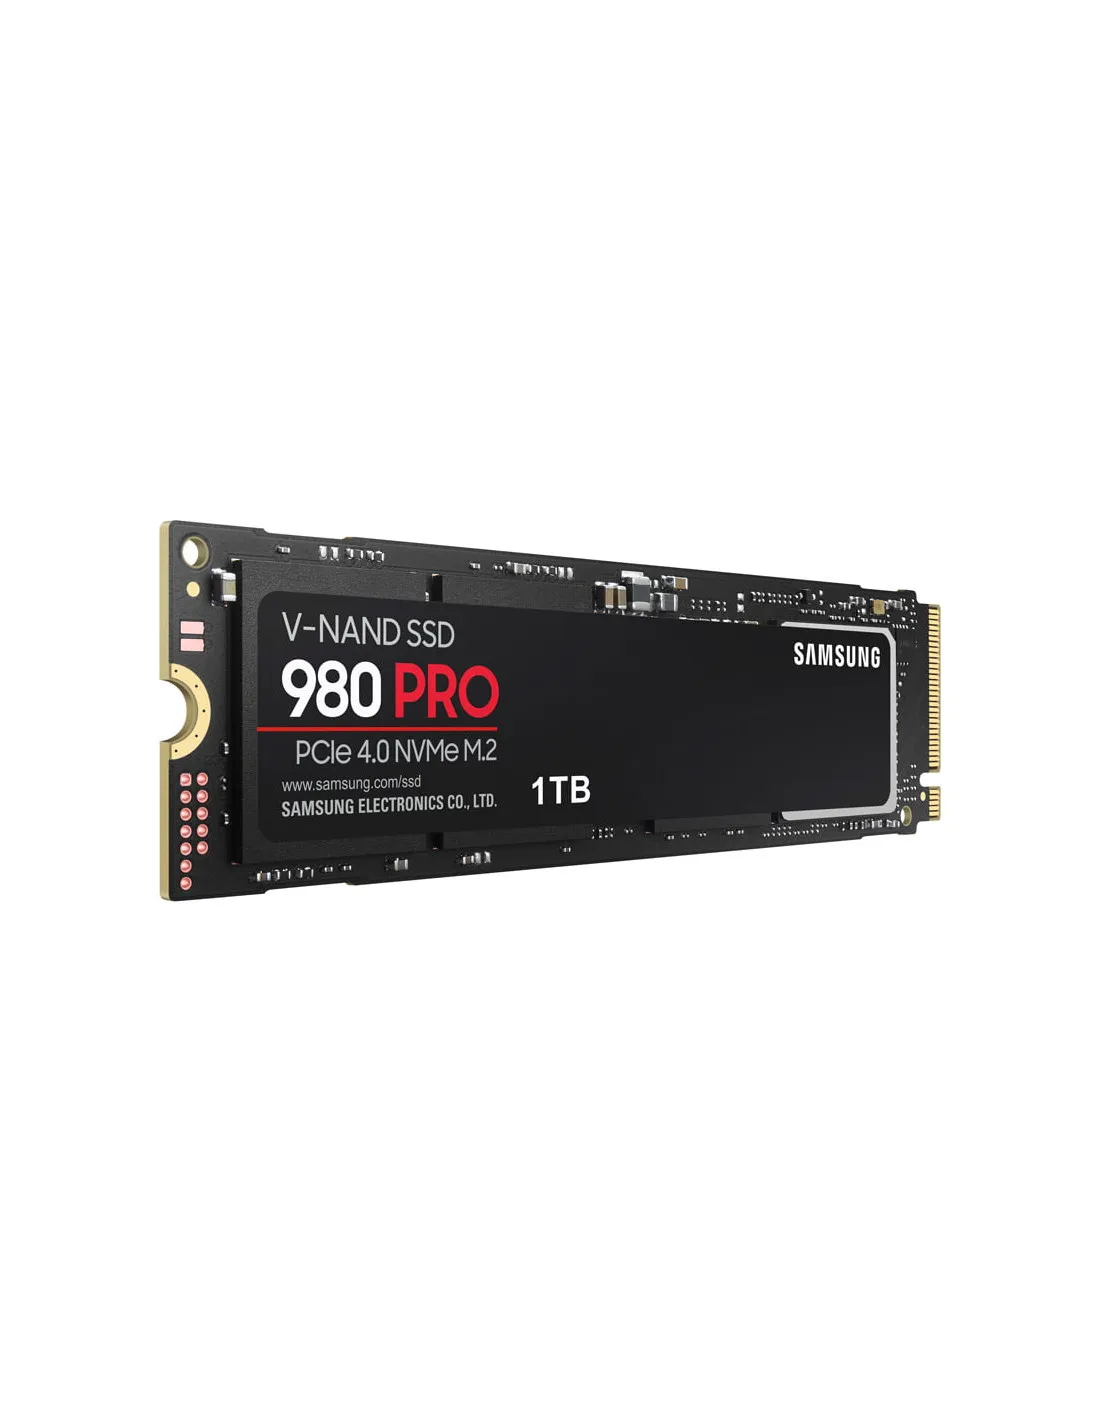 V-NAND SSD
980 PRO
PCIe 4.0 NVMe M.2
www.samsung.com/ssd
SAMSUNG ELECTRONICS CO., LTD.
1TB
SAMSUNG